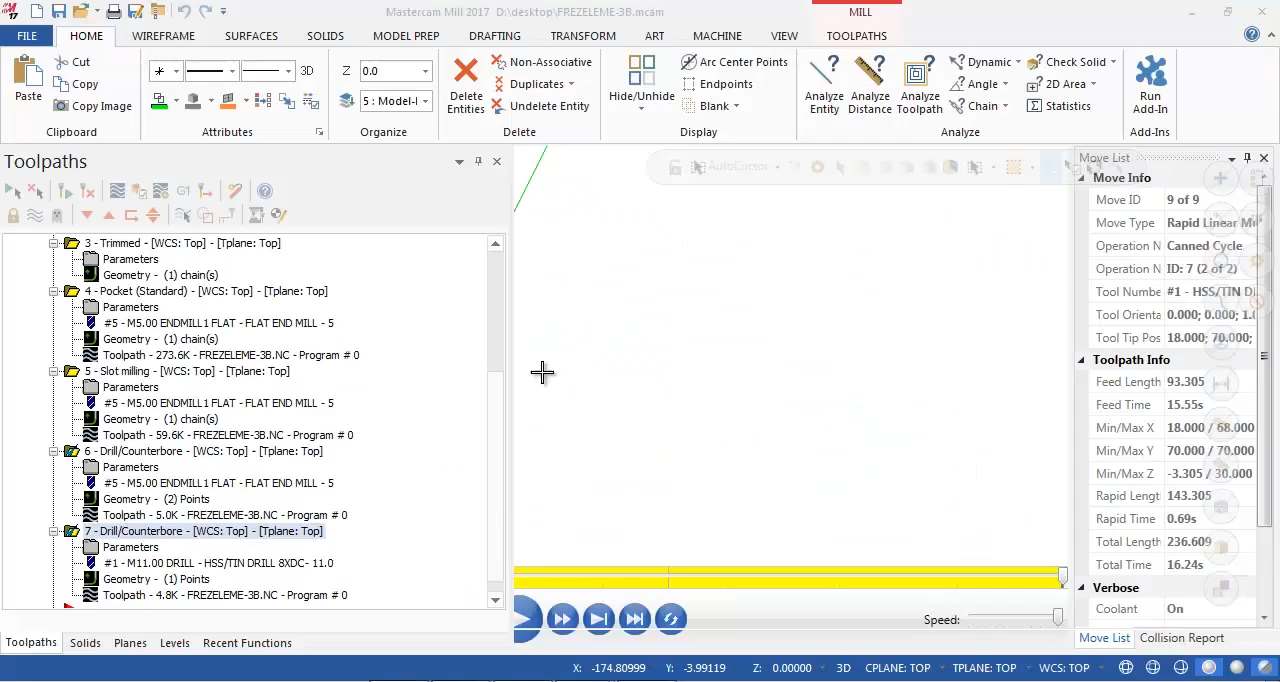 17
Mastercam Mill 2017 D:\desktop\FREZELEME-3B.mcam
MILL
FILE HOME WIREFRAME SURFACES SOLIDS MODEL PREP DRAFTING TRANSFORM ART MACHINE VIEW TOOLPATHS
Cut
Copy
Copy Image
Paste
Clipboard
3D
Attributes
Z 0.0
5 : Model-I
Organize
Delete Entities
Non-Associative
Duplicates
Undelete Entity
Delete
Hide/Unhide
Arc Center Points
Endpoints
Blank
Display
Analyze Entity
Analyze Distance
Analyze Toolpath
Dynamic
Angle
Chain
Check Solid
2D Area
Statistics
Analyze
Run Add-In
Add-Ins
Toolpaths
G1
AutoCursor
3 - Trimmed - [WCS: Top] - [Tplane: Top]
Parameters
Geometry - (1) chain(s)
4 - Pocket (Standard) - [WCS: Top] - [Tplane: Top]
Parameters
#5 - M5.00 ENDMILL1 FLAT - FLAT END MILL - 5
Geometry - (1) chain(s)
Toolpath - 273.6K - FREZELEME-3B.NC - Program # 0
5 - Slot milling - [WCS: Top] - [Tplane: Top]
Parameters
#5 - M5.00 ENDMILL1 FLAT - FLAT END MILL - 5
Geometry - (1) chain(s)
Toolpath - 59.6K - FREZELEME-3B.NC - Program # 0
6 - Drill/Counterbore - [WCS: Top] - [Tplane: Top]
Parameters
#5 - M5.00 ENDMILL1 FLAT - FLAT END MILL - 5
Geometry - (2) Points
Toolpath - 5.0K - FREZELEME-3B.NC - Program # 0
7 - Drill/Counterbore - [WCS: Top] - [Tplane: Top]
Parameters
#1 - M11.00 DRILL - HSS/TIN DRILL 8XDC- 11.0
Geometry - (1) Points
Toolpath - 4.8K - FREZELEME-3B.NC - Program # 0
Toolpaths Solids Planes Levels Recent Functions
Speed:
Move List
Move Info
Move ID 9 of 9
Move Type Rapid Linear M
Operation N Canned Cycle
Operation N ID: 7 (2 of 2)
Tool Number #1 - HSS/TIN D
Tool Orienta 0.000; 0.000; 1.0
Tool Tip Pos 18.000; 70.000;
Toolpath Info
Feed Length 93.305
Feed Time 15.55s
Min/Max X 18.000 / 68.000
Min/Max Y 70.000 / 70.000
Min/Max Z -3.305 / 30.000
Rapid Length 143.305
Rapid Time 0.69s
Total Length 236.609
Total Time 16.24s
Verbose
Coolant On
Move List Collision Report
X: -174.80999 Y: -3.99119 Z: 0.00000 3D CPLANE: TOP TPLANE: TOP WCS: TOP